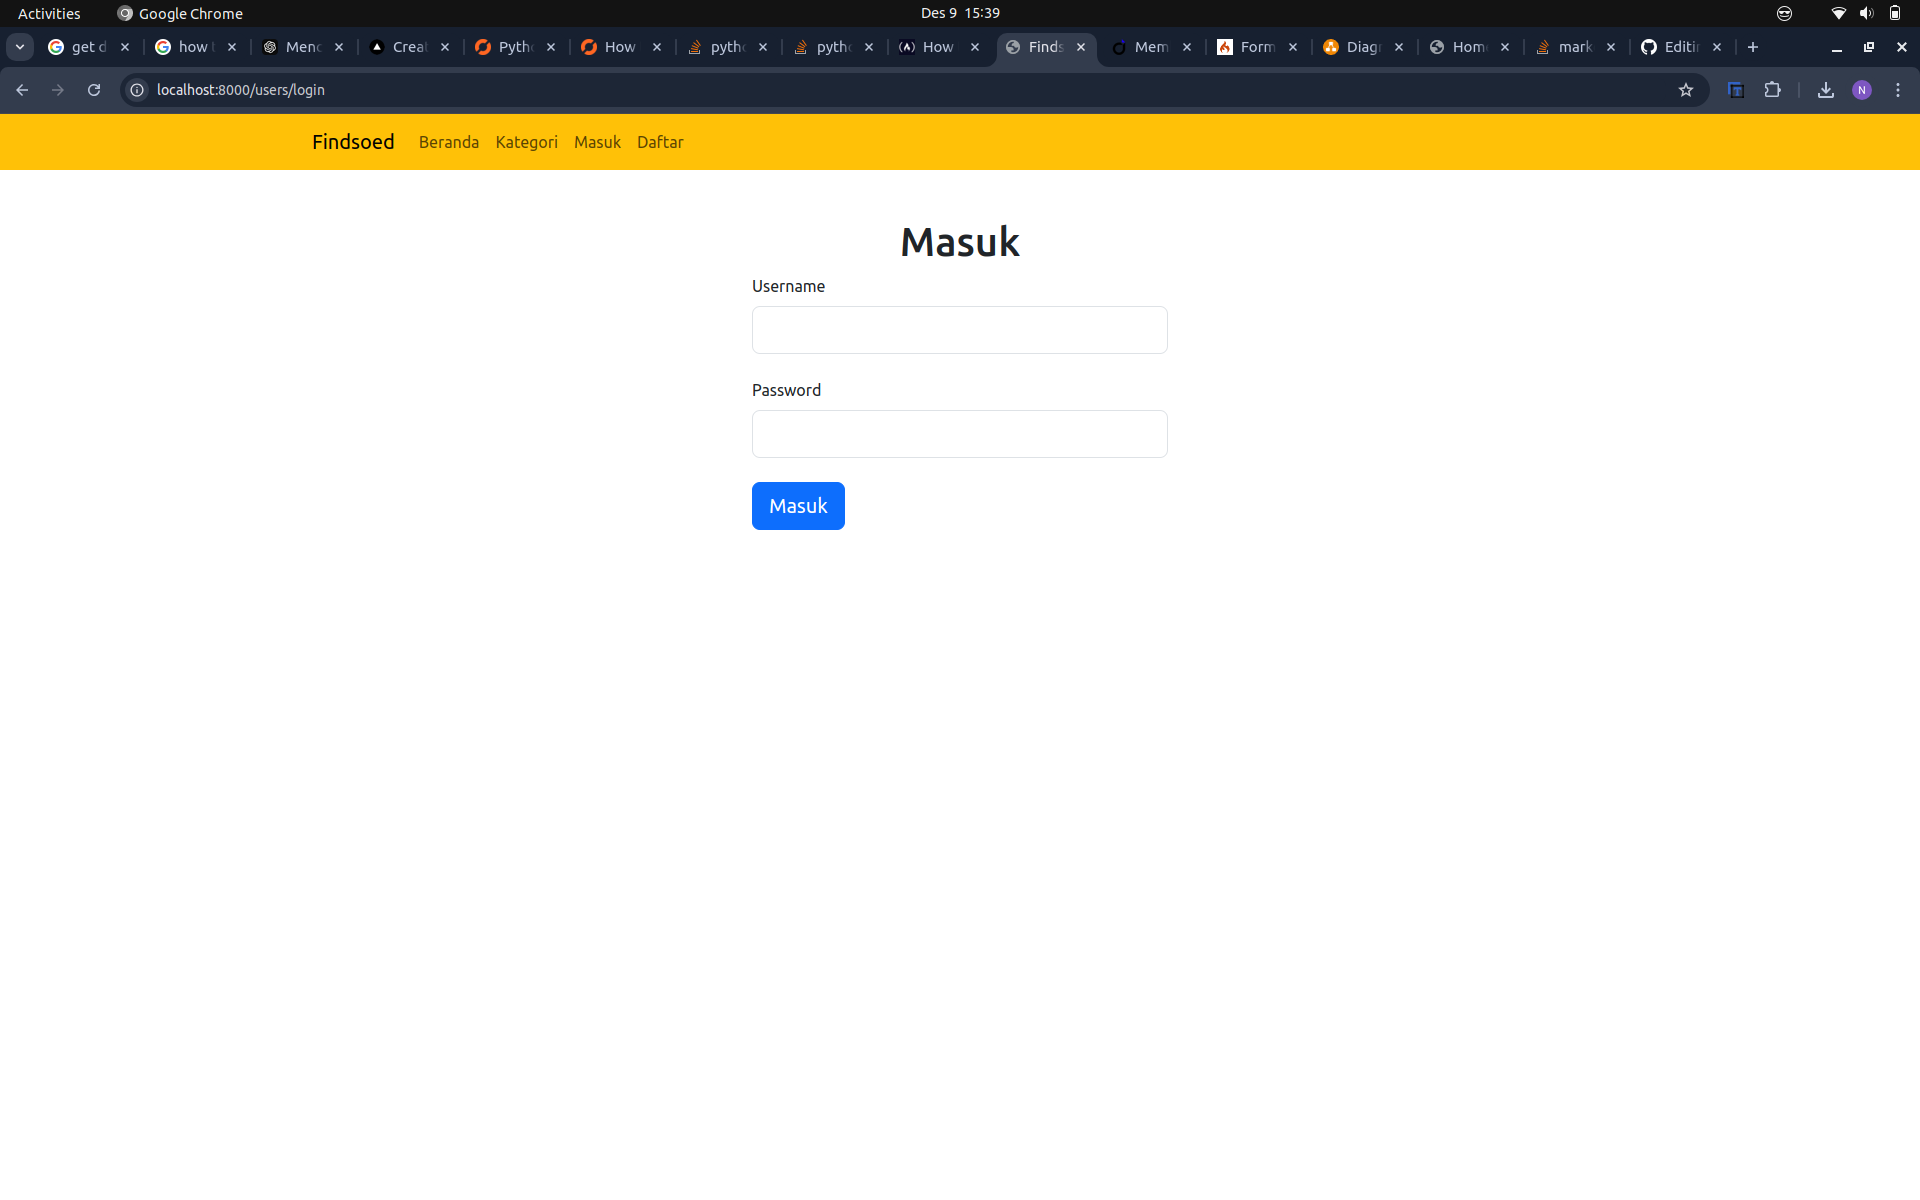 Activities Google Chrome Des 9 15:39
get d how t Menc Creat Pytho How pytho pytho How Finds Mem Form Diagr Home mark Editin
localhost:8000/users/login N
Findsoed Beranda Kategori Masuk Daftar
Masuk
Username
Password
Masuk